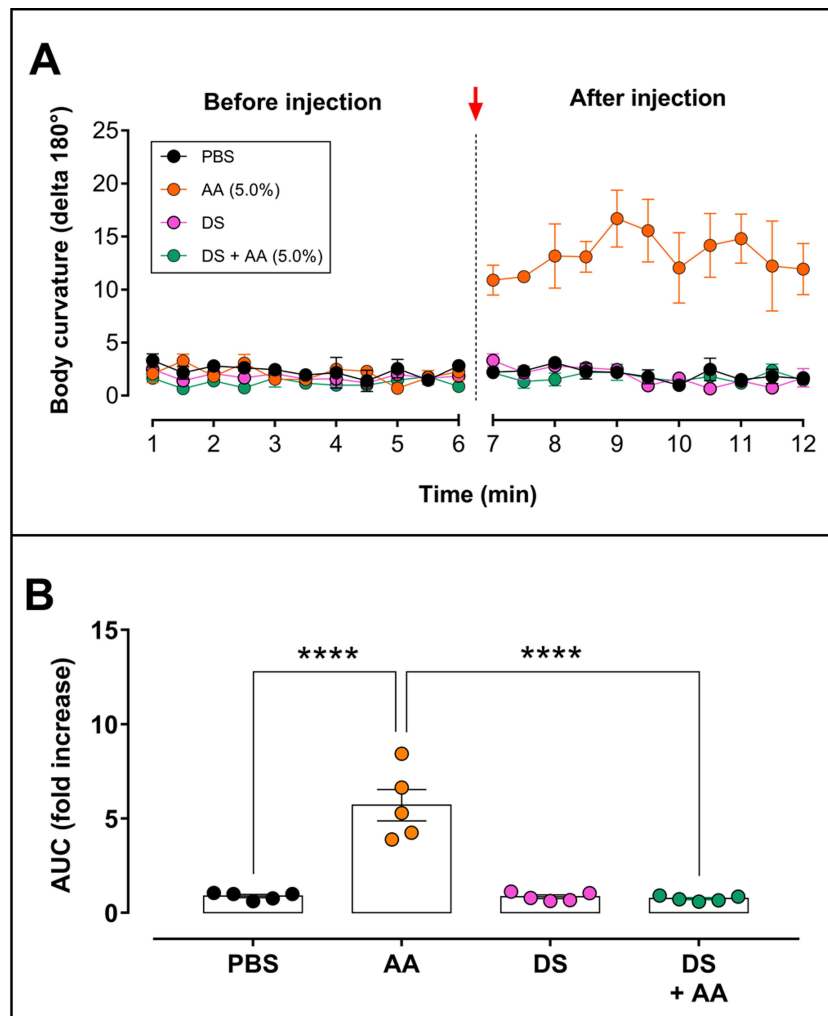 A
Before injection
After injection
Body curvature (delta 180°)
25
20
15
10
5
0
PBS
AA (5.0%)
DS
DS + AA (5.0%)
1 2 3 4 5 6 7 8 9 10 11 12
Time (min)
B
AUC (fold increase)
15
10
5
0
**** ****
PBS AA DS DS
+ AA